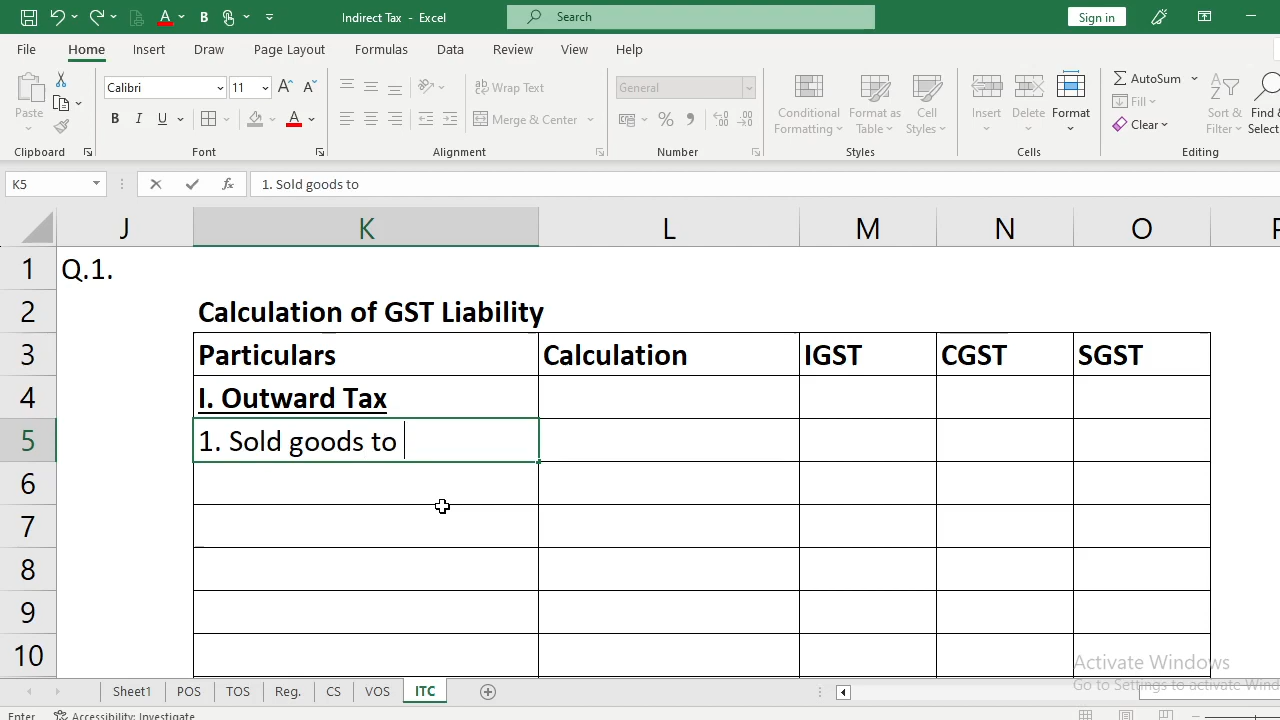 Indirect Tax - Excel
Search
Sign in
File Home Insert Draw Page Layout Formulas Data Review View Help
Paste
Calibri 11
B I U
Wrap Text
Merge & Center
General
Conditional Formatting
Format as Table
Cell Styles
Insert Delete Format
AutoSum
Fill
Clear
Sort & Filter
Find & Select
Clipboard Font Alignment Number Styles Cells Editing
K5 fx 1. Sold goods to
J K L M N O
1 Q.1.
2 Calculation of GST Liability
3 Particulars Calculation IGST CGST SGST
4 I. Outward Tax
5 1. Sold goods to
6
7
8
9
10
Activate Windows
Go to Settings to activate Wind
Sheet1 POS TOS Reg. CS VOS ITC
Enter Accessibility: Investigate